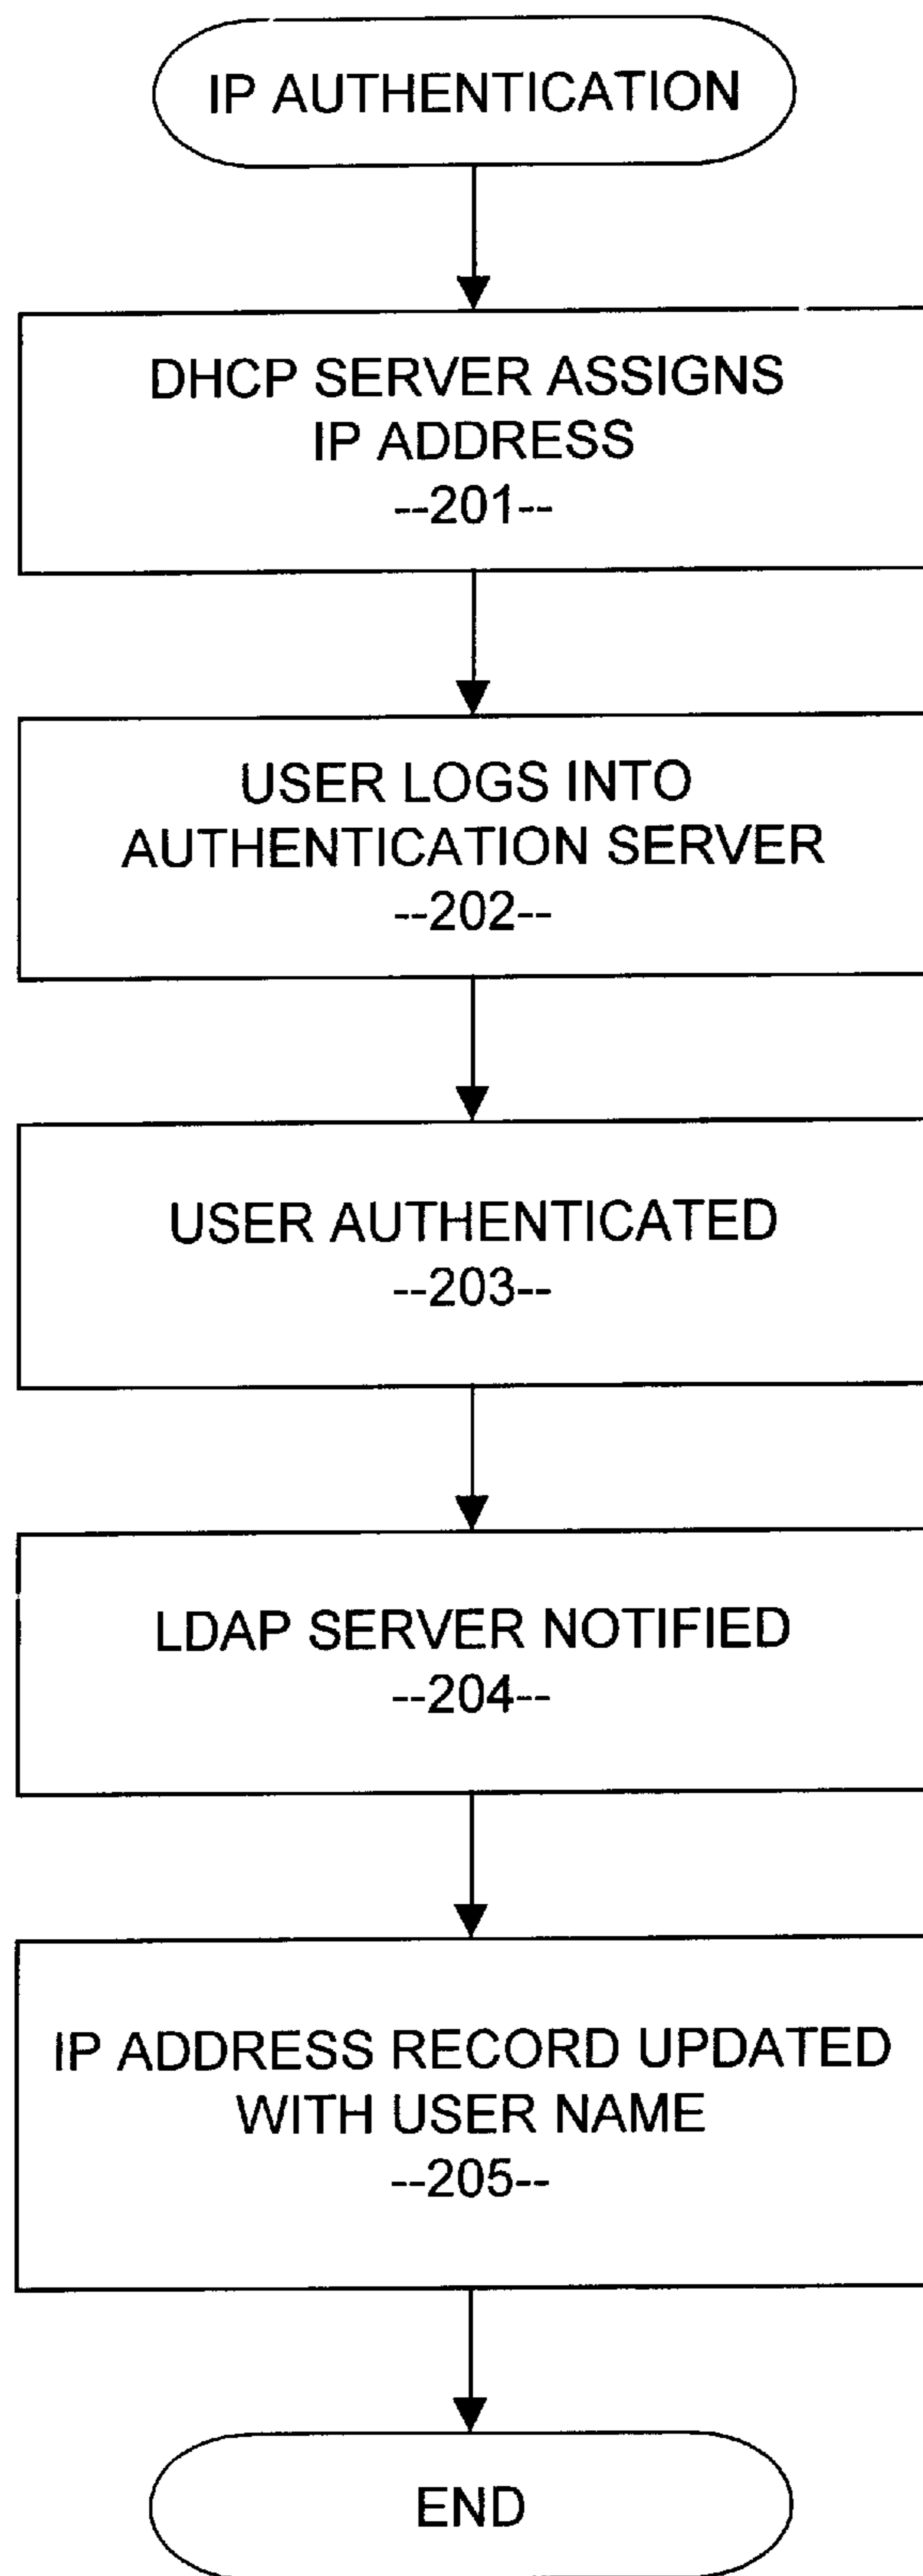 IP AUTHENTICATION
DHCP SERVER ASSIGNS
IP ADDRESS
--201--
USER LOGS INTO
AUTHENTICATION SERVER
--202--
USER AUTHENTICATED
--203--
LDAP SERVER NOTIFIED
--204--
IP ADDRESS RECORD UPDATED
WITH USER NAME
--205--
END